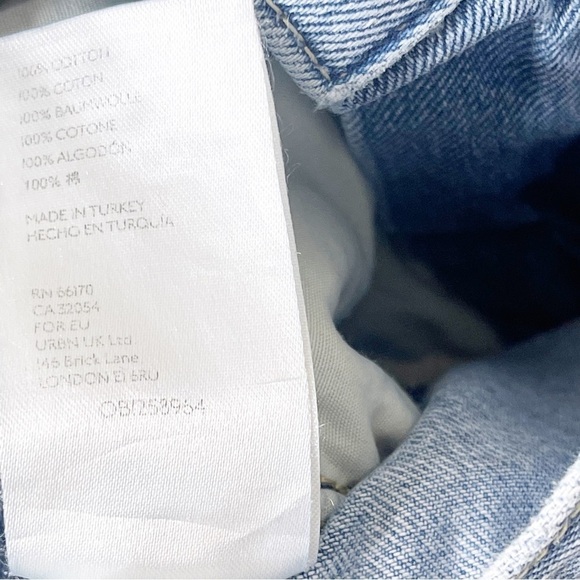 100% COTTON
100% COTON
100% BAUMWOLLE
100% COTONE
100% ALGODÓN
100% 棉
MADE IN TURKEY
HECHO EN TURQUÍA
RN 66170
CA 32054
FOR EU
URBN UK Ltd
146 Brick Lane
LONDON E1 6RU
OB1258964